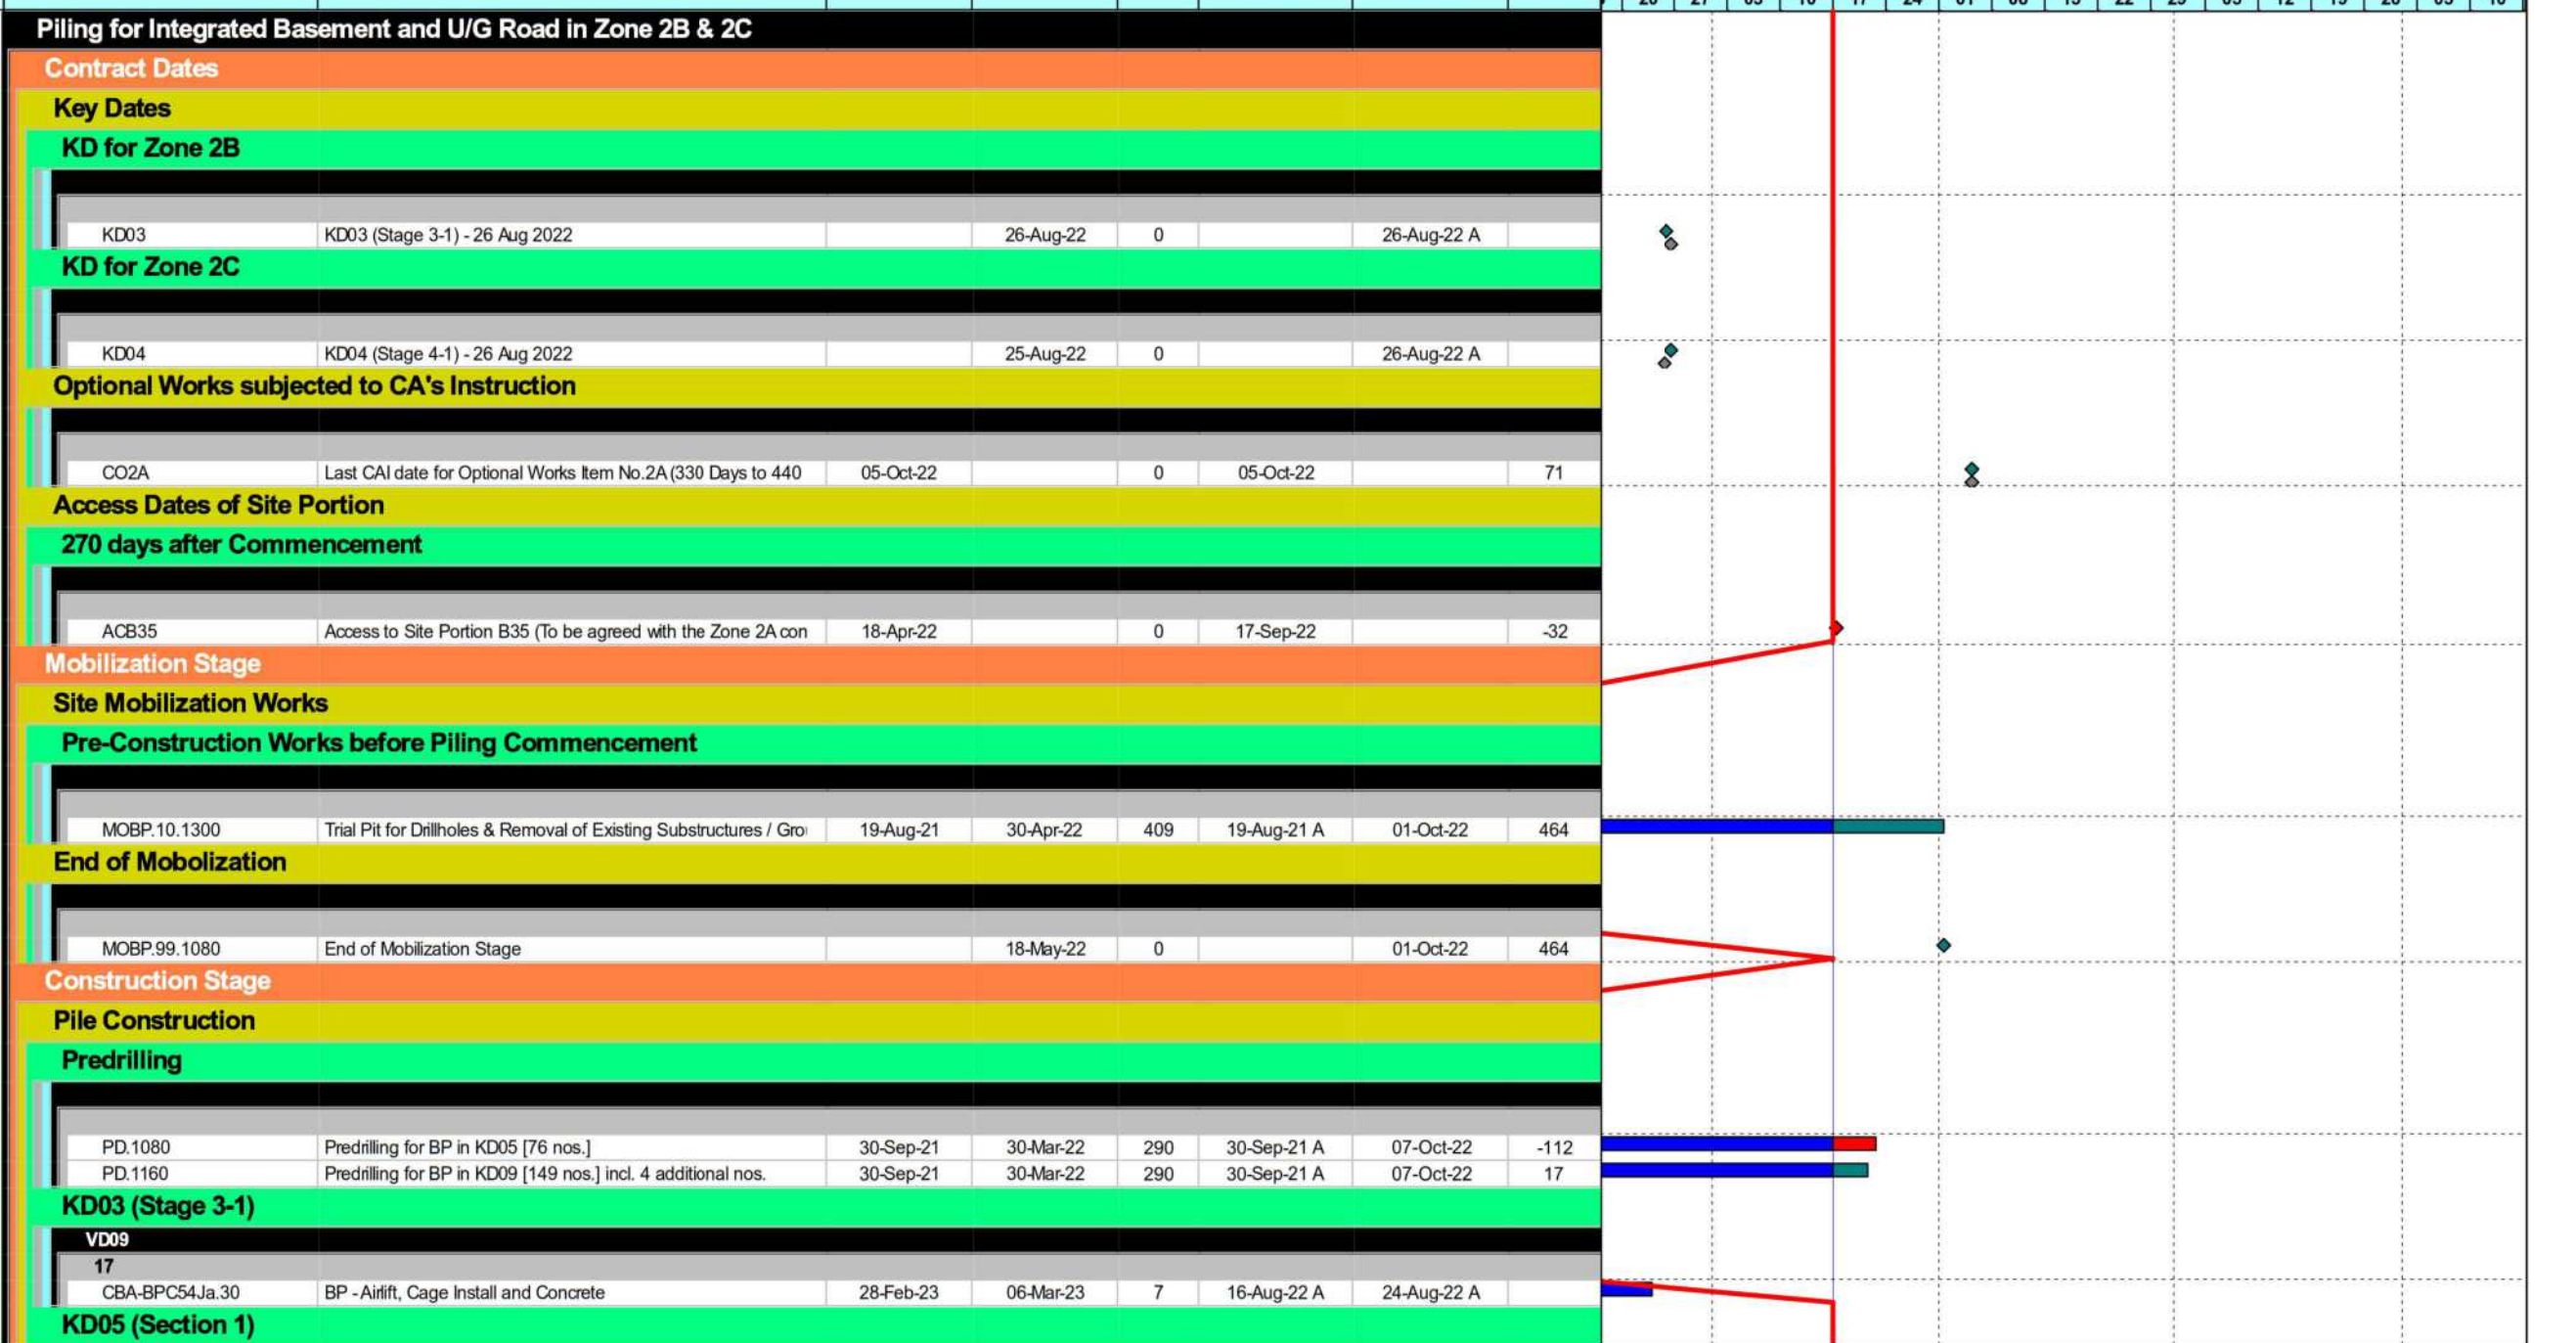 Piling for Integrated Basement and U/G Road in Zone 2B & 2C
Contract Dates
Key Dates
KD for Zone 2B
KD03 KD03 (Stage 3-1) - 26 Aug 2022 26-Aug-22 0 26-Aug-22 A
KD for Zone 2C
KD04 KD04 (Stage 4-1) - 26 Aug 2022 25-Aug-22 0 26-Aug-22 A
Optional Works subjected to CA's Instruction
CO2A Last CAI date for Optional Works Item No.2A (330 Days to 440 05-Oct-22 0 05-Oct-22 71
Access Dates of Site Portion
270 days after Commencement
ACB35 Access to Site Portion B35 (To be agreed with the Zone 2A con 18-Apr-22 0 17-Sep-22 -32
Mobilization Stage
Site Mobilization Works
Pre-Construction Works before Piling Commencement
MOBP.10.1300 Trial Pit for Drillholes & Removal of Existing Substructures / Gro 19-Aug-21 30-Apr-22 409 19-Aug-21 A 01-Oct-22 464
End of Mobolization
MOBP.99.1080 End of Mobilization Stage 18-May-22 0 01-Oct-22 464
Construction Stage
Pile Construction
Predrilling
PD.1080 Predrilling for BP in KD05 [76 nos.] 30-Sep-21 30-Mar-22 290 30-Sep-21 A 07-Oct-22 -112
PD.1160 Predrilling for BP in KD09 [149 nos.] incl. 4 additional nos. 30-Sep-21 30-Mar-22 290 30-Sep-21 A 07-Oct-22 17
KD03 (Stage 3-1)
VD09
17
CBA-BPC54Ja.30 BP - Airlift, Cage Install and Concrete 28-Feb-23 06-Mar-23 7 16-Aug-22 A 24-Aug-22 A
KD05 (Section 1)